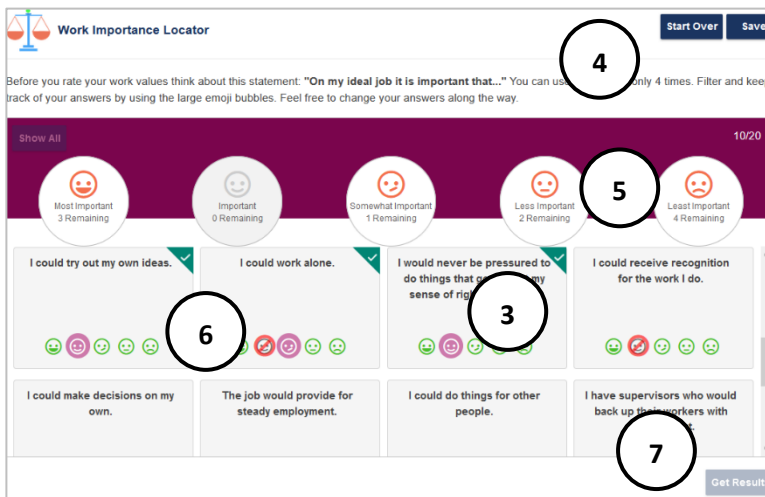 Work Importance Locator
Start Over
Save
4
Before you rate your work values think about this statement: "On my ideal job it is important that..." You can only 4 times. Filter and
track of your answers by using the large emoji bubbles. Feel free to change your answers along the way.
Show All
10/20
Most Important
3 Remaining
Important
0 Remaining
Somewhat Important
1 Remaining
Less Important
2 Remaining
5
Least Important
4 Remaining
I could try out my own ideas.
I could work alone.
I would never be pressured to
do things that my
sense of
I could receive recognition
for the work I do.
6
3
I could make decisions on my
own.
The job would provide for
steady employment.
I could do things for other
people.
I have supervisors who would
back up their workers with
7
Get